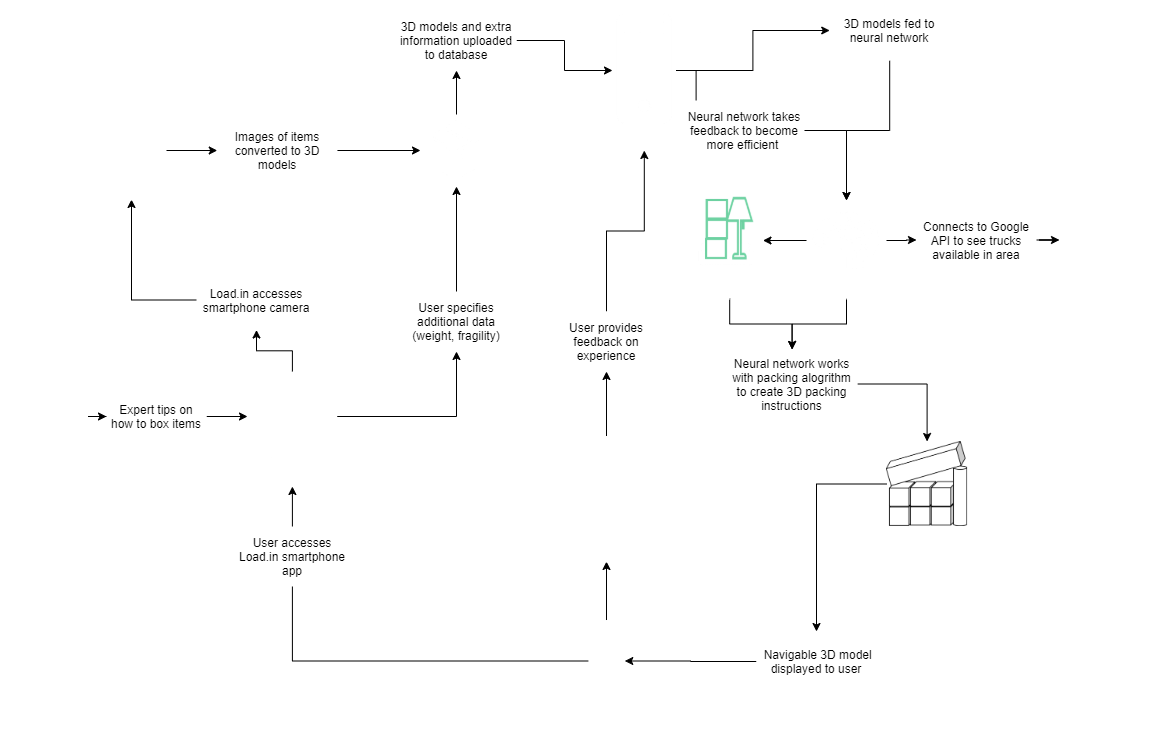 3D models and extra
information uploaded
to database
3D models fed to
neural network
Neural network takes
feedback to become
more efficient
Images of items
converted to 3D
models
Connects to Google
API to see trucks
available in area
Load.in accesses
smartphone camera
User specifies
additional data
(weight, fragility)
User provides
feedback on
experience
Neural network works
with packing alogrithm
to create 3D packing
instructions
Expert tips on
how to box items
User accesses
Load.in smartphone
app
Navigable 3D model
displayed to user